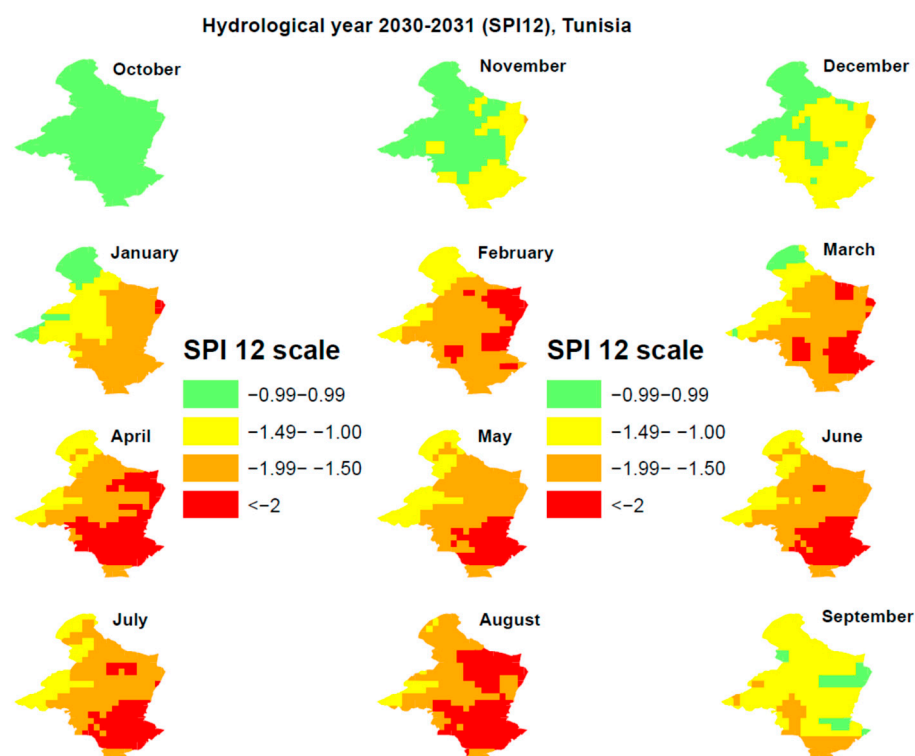 Hydrological year 2030-2031 (SPI12), Tunisia
October
November
December
January
February
March
SPI 12 scale
−0.99−0.99
−1.49− −1.00
−1.99− −1.50
<−2
SPI 12 scale
−0.99−0.99
−1.49− −1.00
−1.99− −1.50
<−2
April
May
June
July
August
September